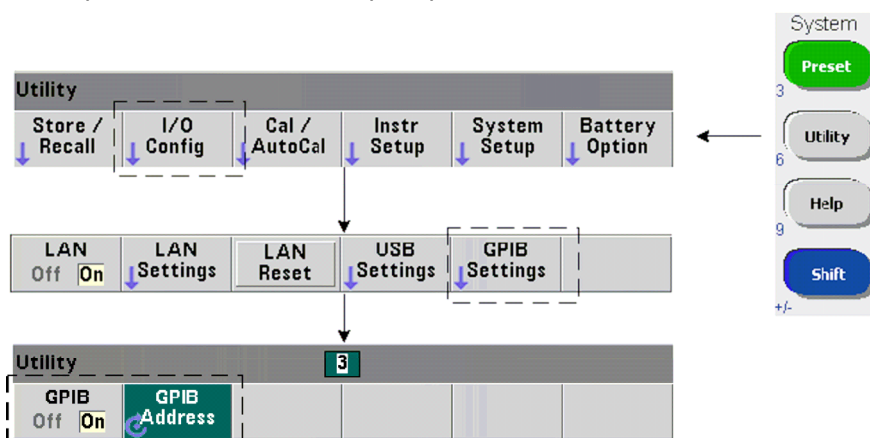 System
Preset
3
Utility
Store / I/O Cal / Instr System Battery
Recall Config AutoCal Setup Setup Option
Utility
6
Help
9
LAN LAN LAN USB GPIB
Off On Settings Reset Settings Settings
Shift
+/-
Utility 3
GPIB GPIB
Off On Address